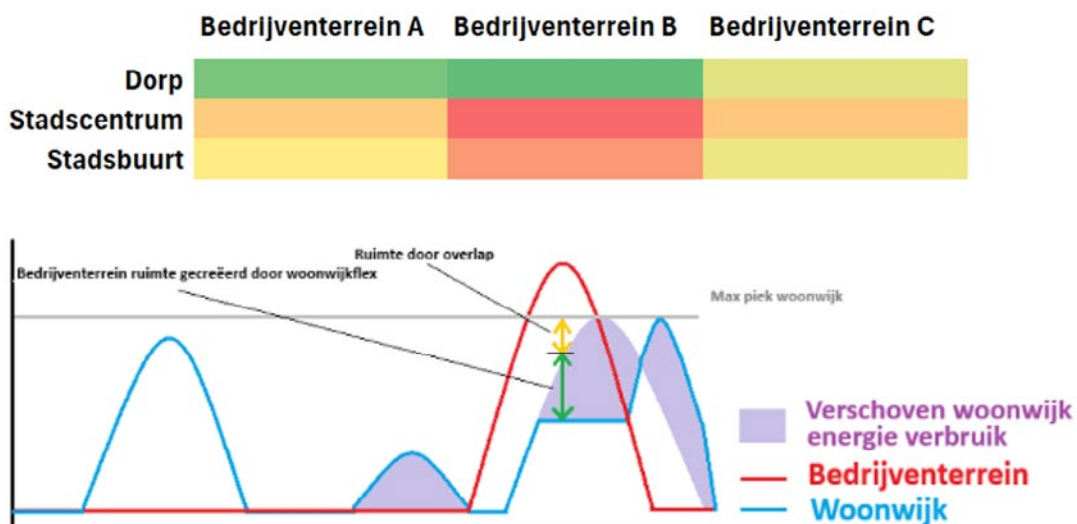 Bedrijventerrein A Bedrijventerrein B Bedrijventerrein C
Dorp
Stadscentrum
Stadsbuurt
Ruimte door overlap
Bedrijventerrein ruimte gecreëerd door woonwijkflex
Max piek woonwijk
Verschoven woonwijk
energie verbruik
Bedrijventerrein
Woonwijk